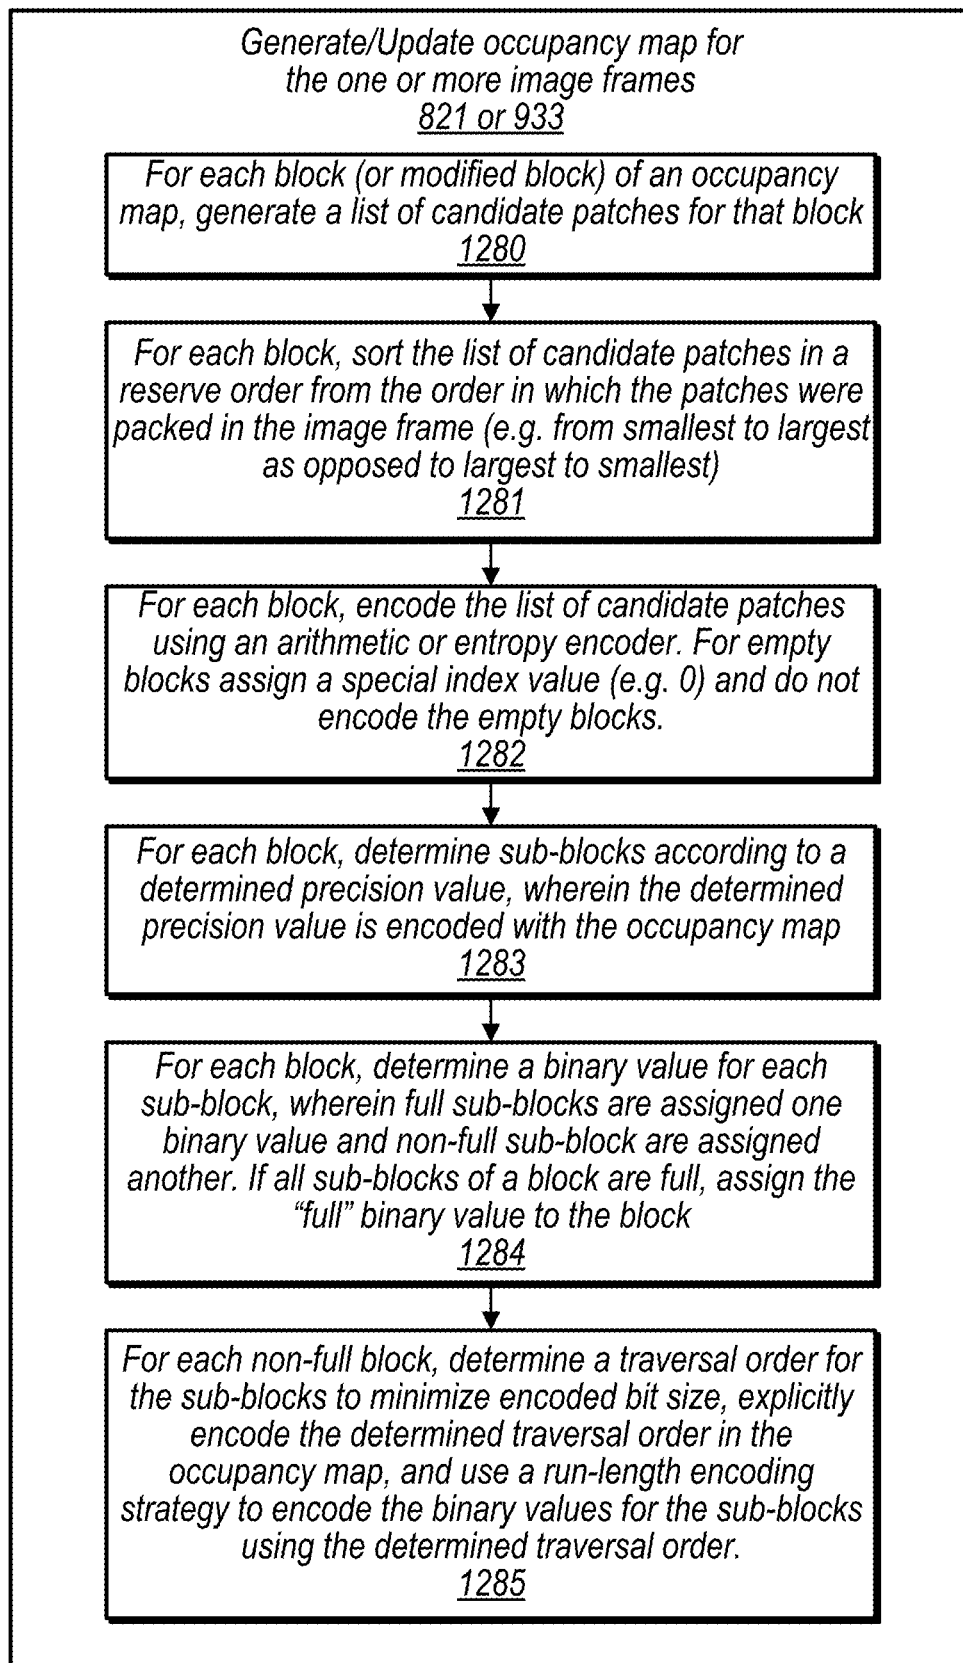 Generate/Update occupancy map for
the one or more image frames
821 or 933
For each block (or modified block) of an occupancy
map, generate a list of candidate patches for that block
1280
For each block, sort the list of candidate patches in a
reserve order from the order in which the patches were
packed in the image frame (e.g. from smallest to largest
as opposed to largest to smallest)
1281
For each block, encode the list of candidate patches
using an arithmetic or entropy encoder. For empty
blocks assign a special index value (e.g. 0) and do not
encode the empty blocks.
1282
For each block, determine sub-blocks according to a
determined precision value, wherein the determined
precision value is encoded with the occupancy map
1283
For each block, determine a binary value for each
sub-block, wherein full sub-blocks are assigned one
binary value and non-full sub-block are assigned
another. If all sub-blocks of a block are full, assign the
“full” binary value to the block
1284
For each non-full block, determine a traversal order for
the sub-blocks to minimize encoded bit size, explicitly
encode the determined traversal order in the
occupancy map, and use a run-length encoding
strategy to encode the binary values for the sub-blocks
using the determined traversal order.
1285